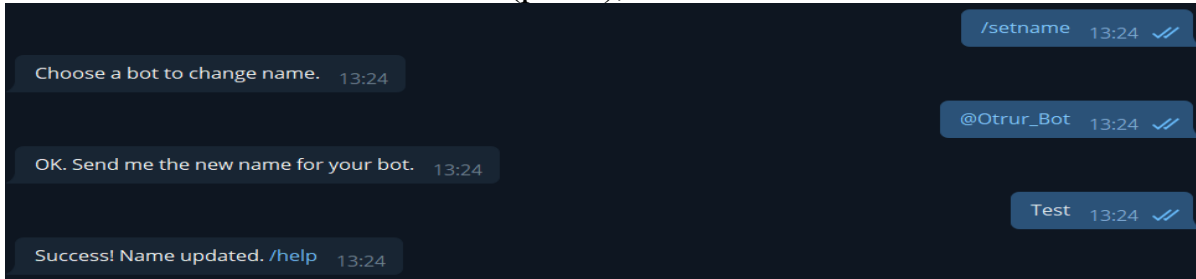 /setname 13:24
Choose a bot to change name. 13:24
@Otrur_Bot 13:24
OK. Send me the new name for your bot. 13:24
Test 13:24
Success! Name updated. /help 13:24